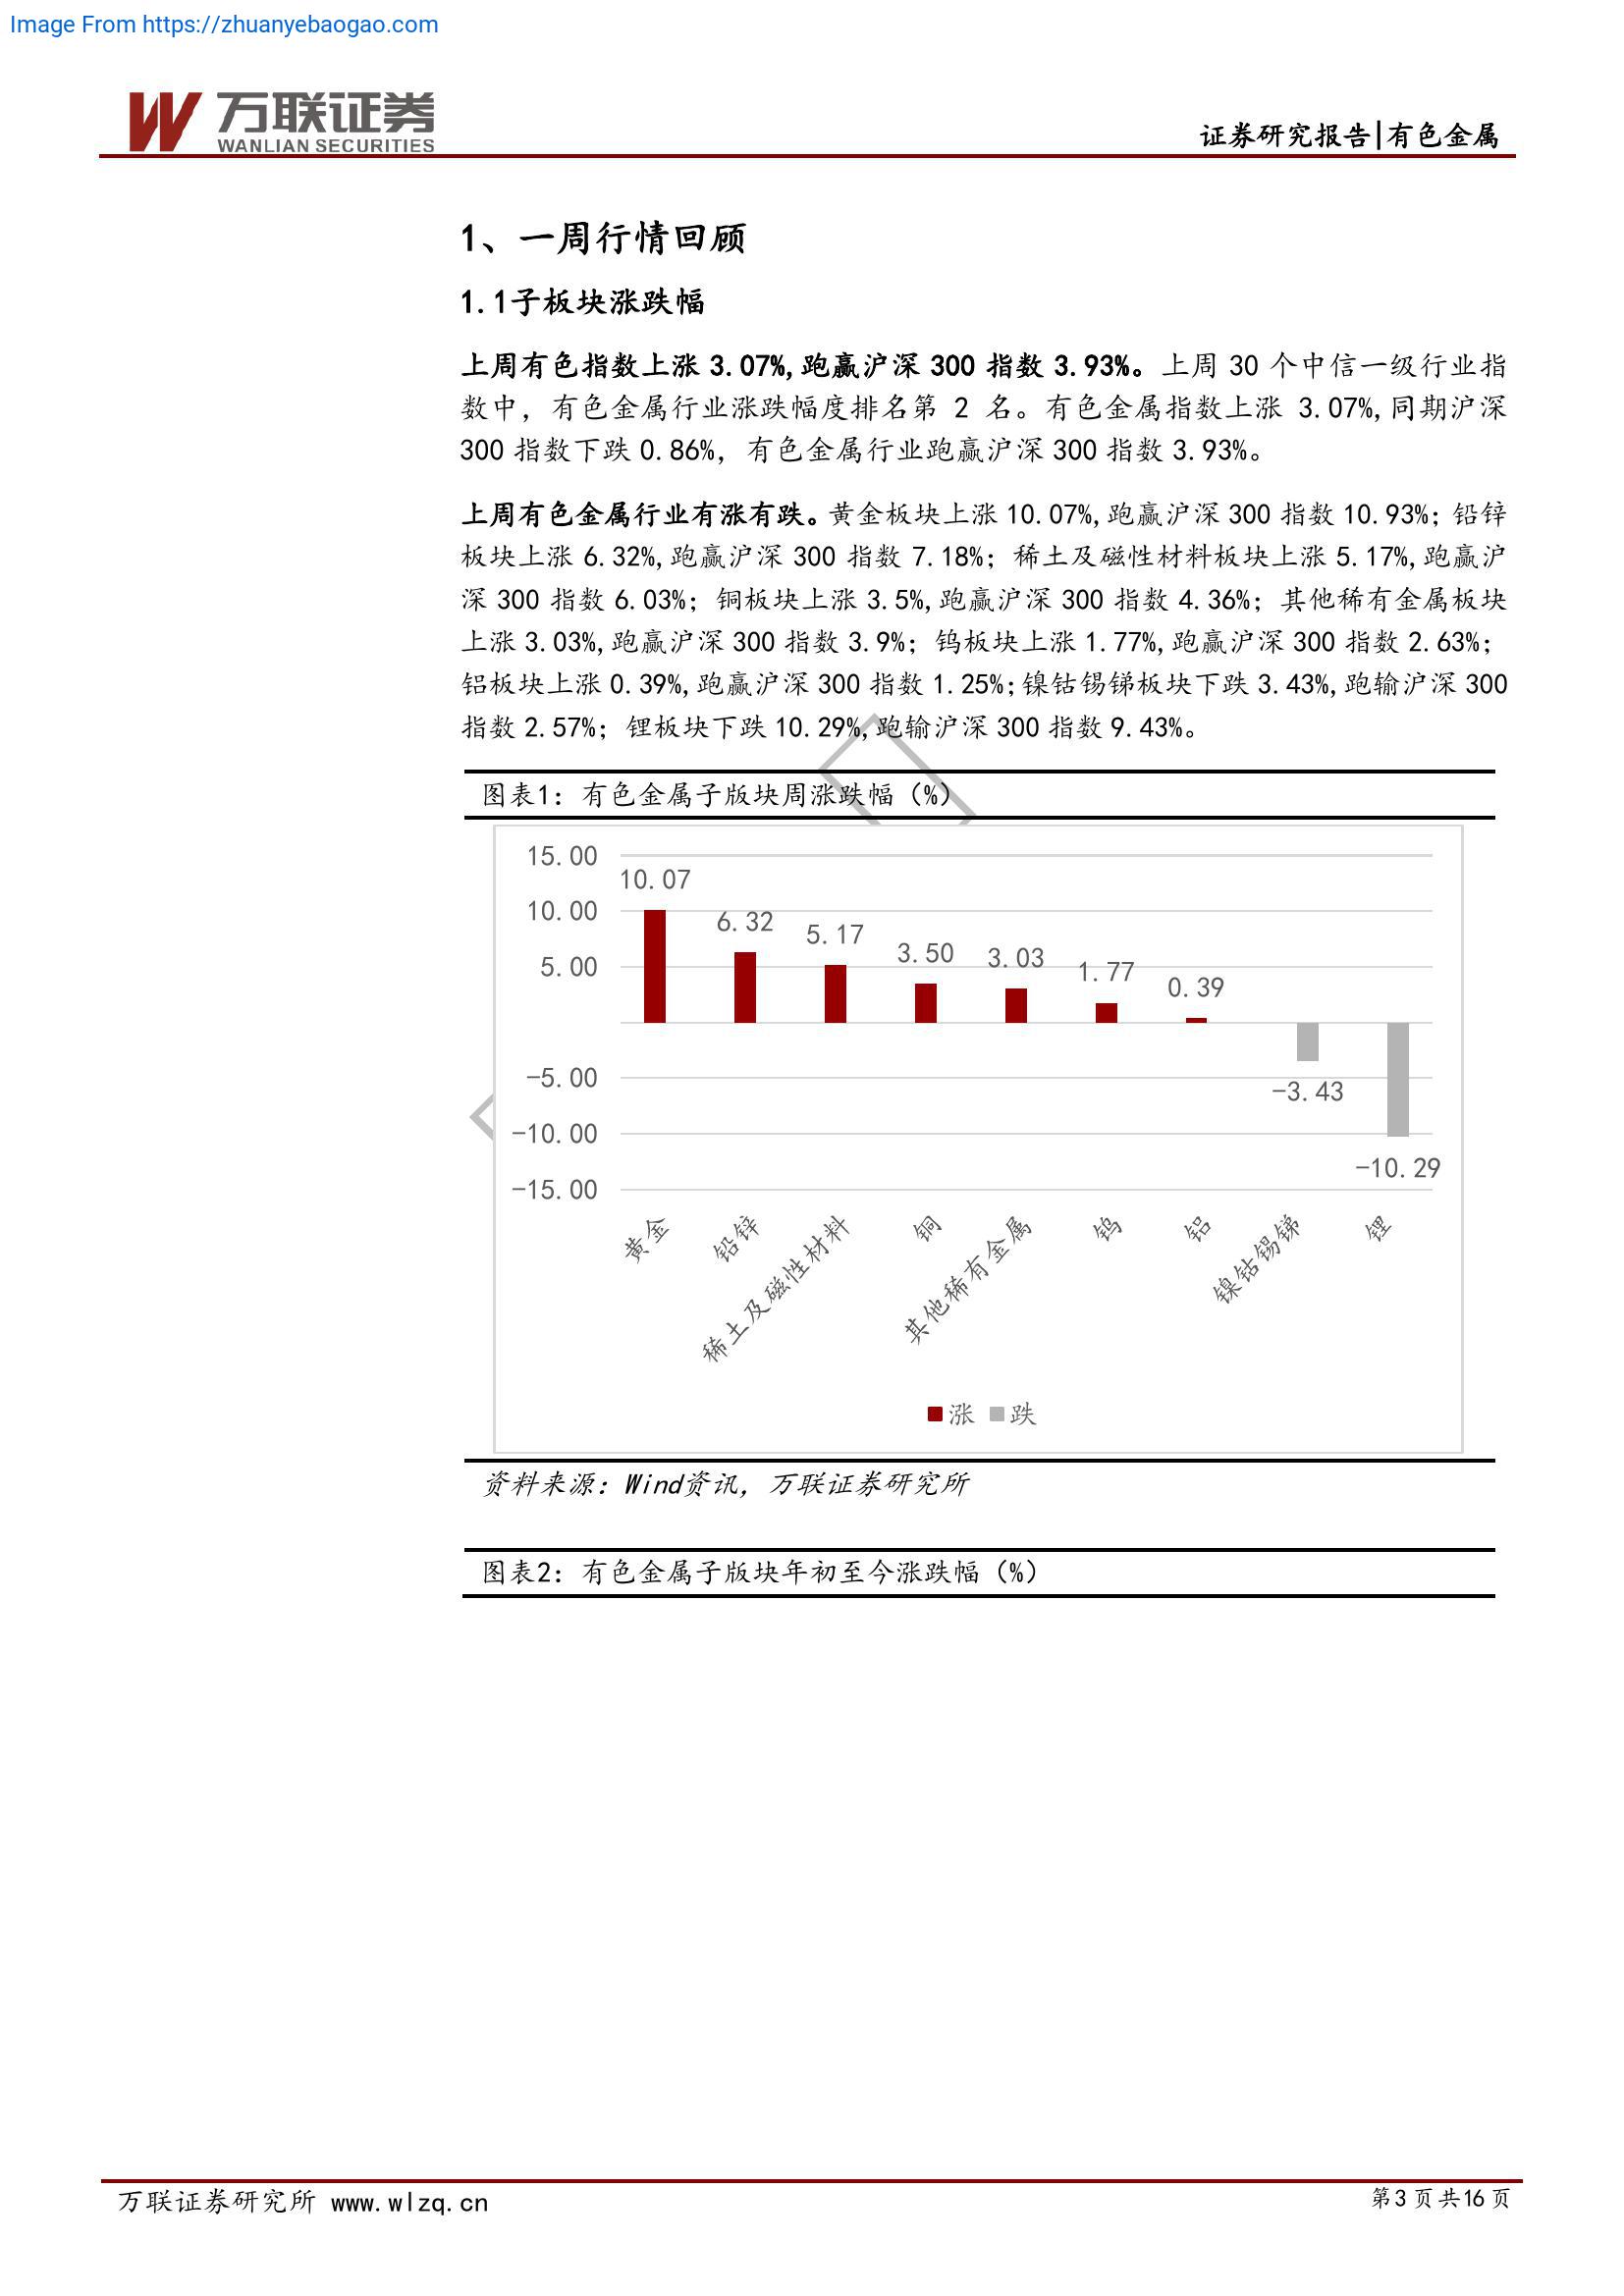 Image From https://zhuanyebaogao.com
万联证券
WANLIAN SECURITIES
证券研究报告|有色金属
1、一周行情回顾
1.1子板块涨跌幅
上周有色指数上涨 3.07%,跑赢沪深 300 指数 3.93%。上周 30 个中信一级行业指
数中，有色金属行业涨跌幅度排名第 2 名。有色金属指数上涨 3.07%,同期沪深
300 指数下跌 0.86%，有色金属行业跑赢沪深 300 指数 3.93%。
上周有色金属行业有涨有跌。黄金板块上涨 10.07%,跑赢沪深 300 指数 10.93%；铅锌
板块上涨 6.32%,跑赢沪深 300 指数 7.18%；稀土及磁性材料板块上涨 5.17%,跑赢沪
深 300 指数 6.03%；铜板块上涨 3.5%,跑赢沪深 300 指数 4.36%；其他稀有金属板块
上涨 3.03%,跑赢沪深 300 指数 3.9%；钨板块上涨 1.77%,跑赢沪深 300 指数 2.63%；
铝板块上涨 0.39%,跑赢沪深 300 指数 1.25%;镍钴锡锑板块下跌 3.43%,跑输沪深 300
指数 2.57%；锂板块下跌 10.29%,跑输沪深 300 指数 9.43%。
图表1：有色金属子版块周涨跌幅（%）
15.00
10.07
10.00
6.32
5.17
3.50
3.03
5.00
1.77
0.39
-5.00
-3.43
-10.00
-10.29
-15.00
黄金
铅锌
稀土及磁性材料
铜
其他稀有金属
钨
铝
镍钴锡锑
锂
涨 跌
资料来源：Wind资讯，万联证券研究所
图表2：有色金属子版块年初至今涨跌幅（%）
万联证券研究所 www.wlzq.cn
第3 页 共16 页